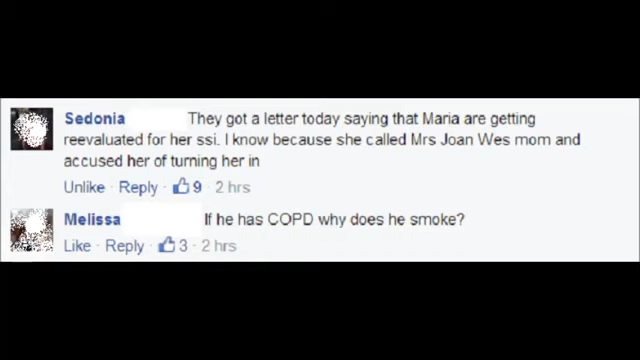 Sedonia They got a letter today saying that Maria are getting
reevaluated for her ssi. I know because she called Mrs Joan Wes mom and
accused her of turning her in
Unlike · Reply · 9 · 2 hrs
Melissa If he has COPD why does he smoke?
Like · Reply · 3 · 2 hrs